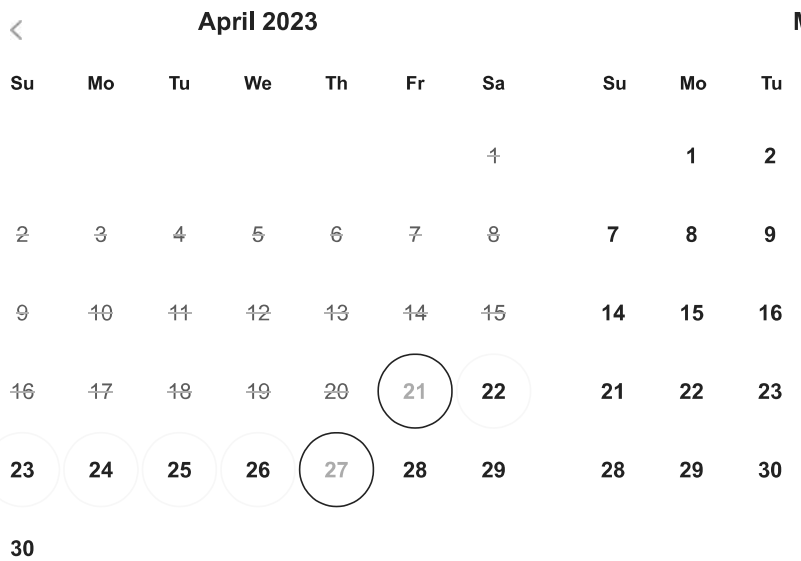 April 2023 M
Su Mo Tu We Th Fr Sa Su Mo Tu
1 1 2
2 3 4 5 6 7 8 7 8 9
9 10 11 12 13 14 15 14 15 16
16 17 18 19 20 21 22 21 22 23
23 24 25 26 27 28 29 28 29 30
30